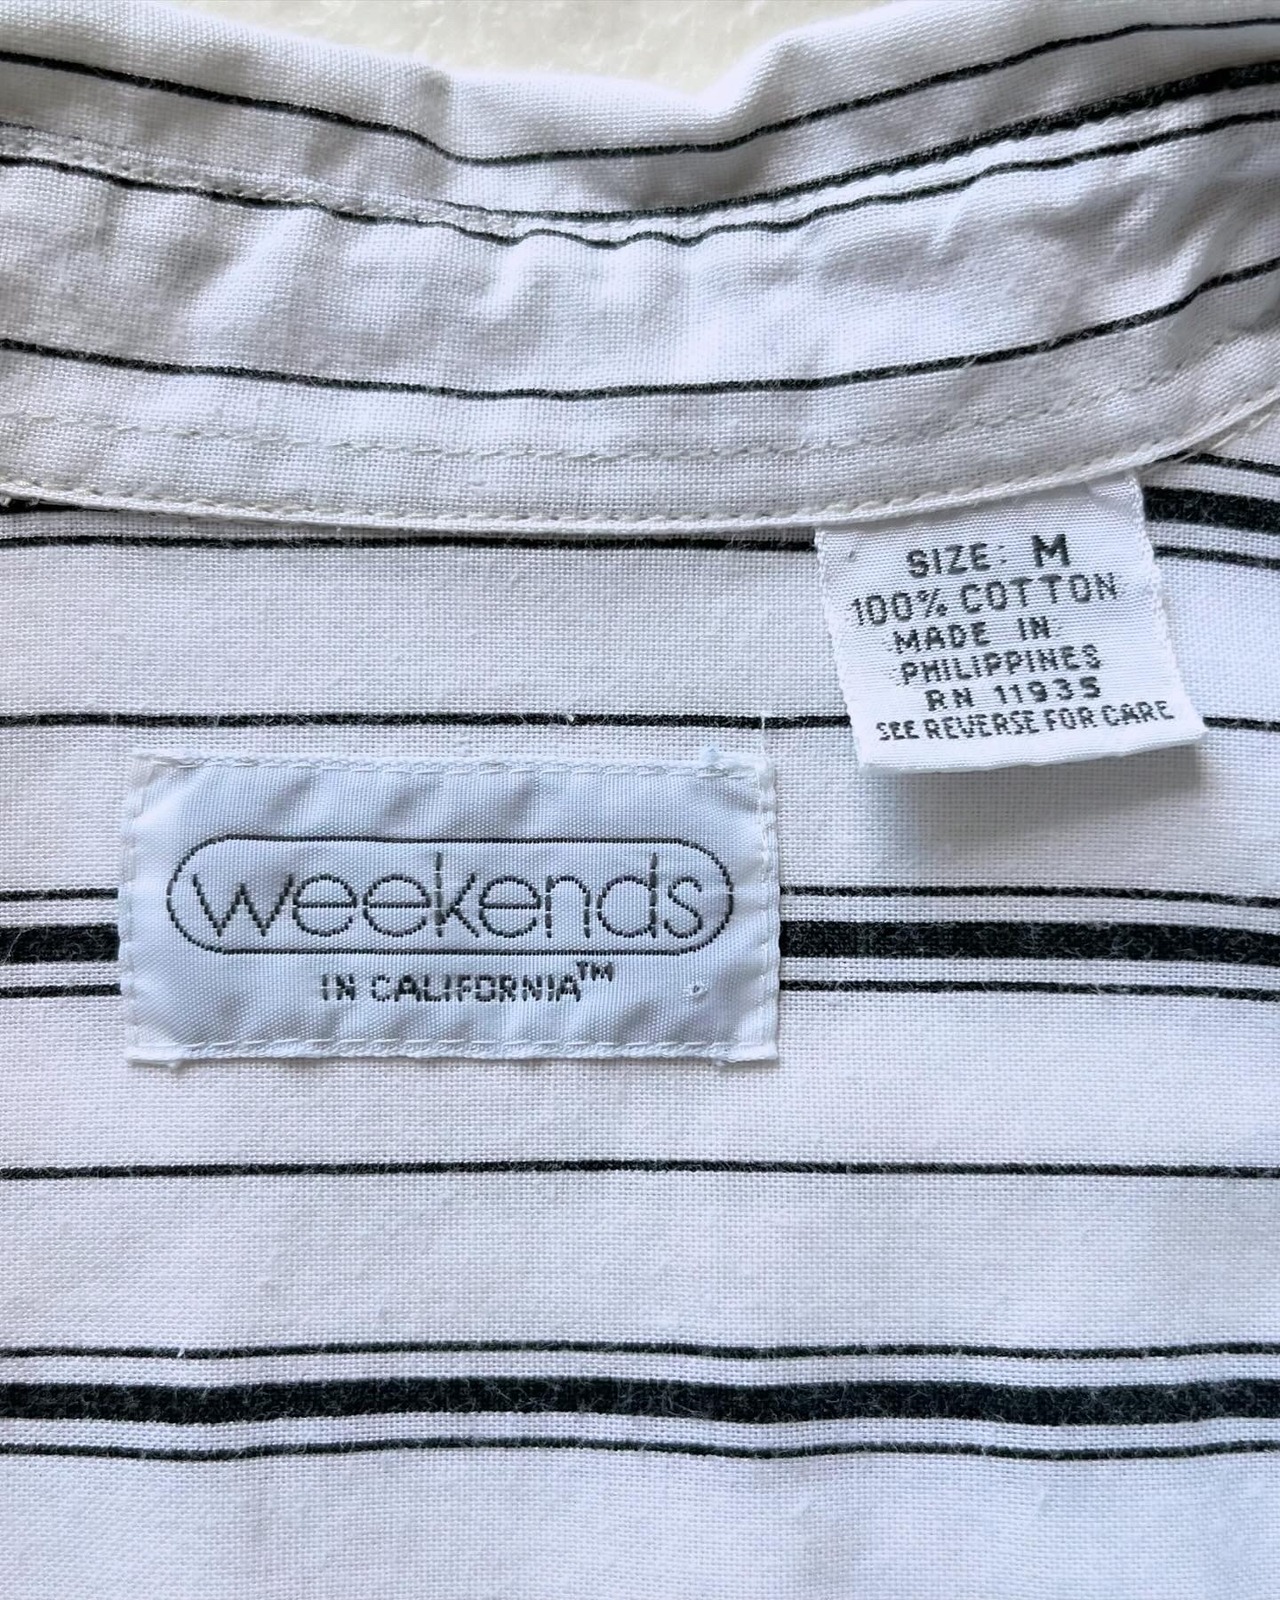 SIZE: M
100% COTTON
MADE IN
PHILIPPINES
RN 11935
SEE REVERSE FOR CARE
weekends
IN CALIFORNIA™